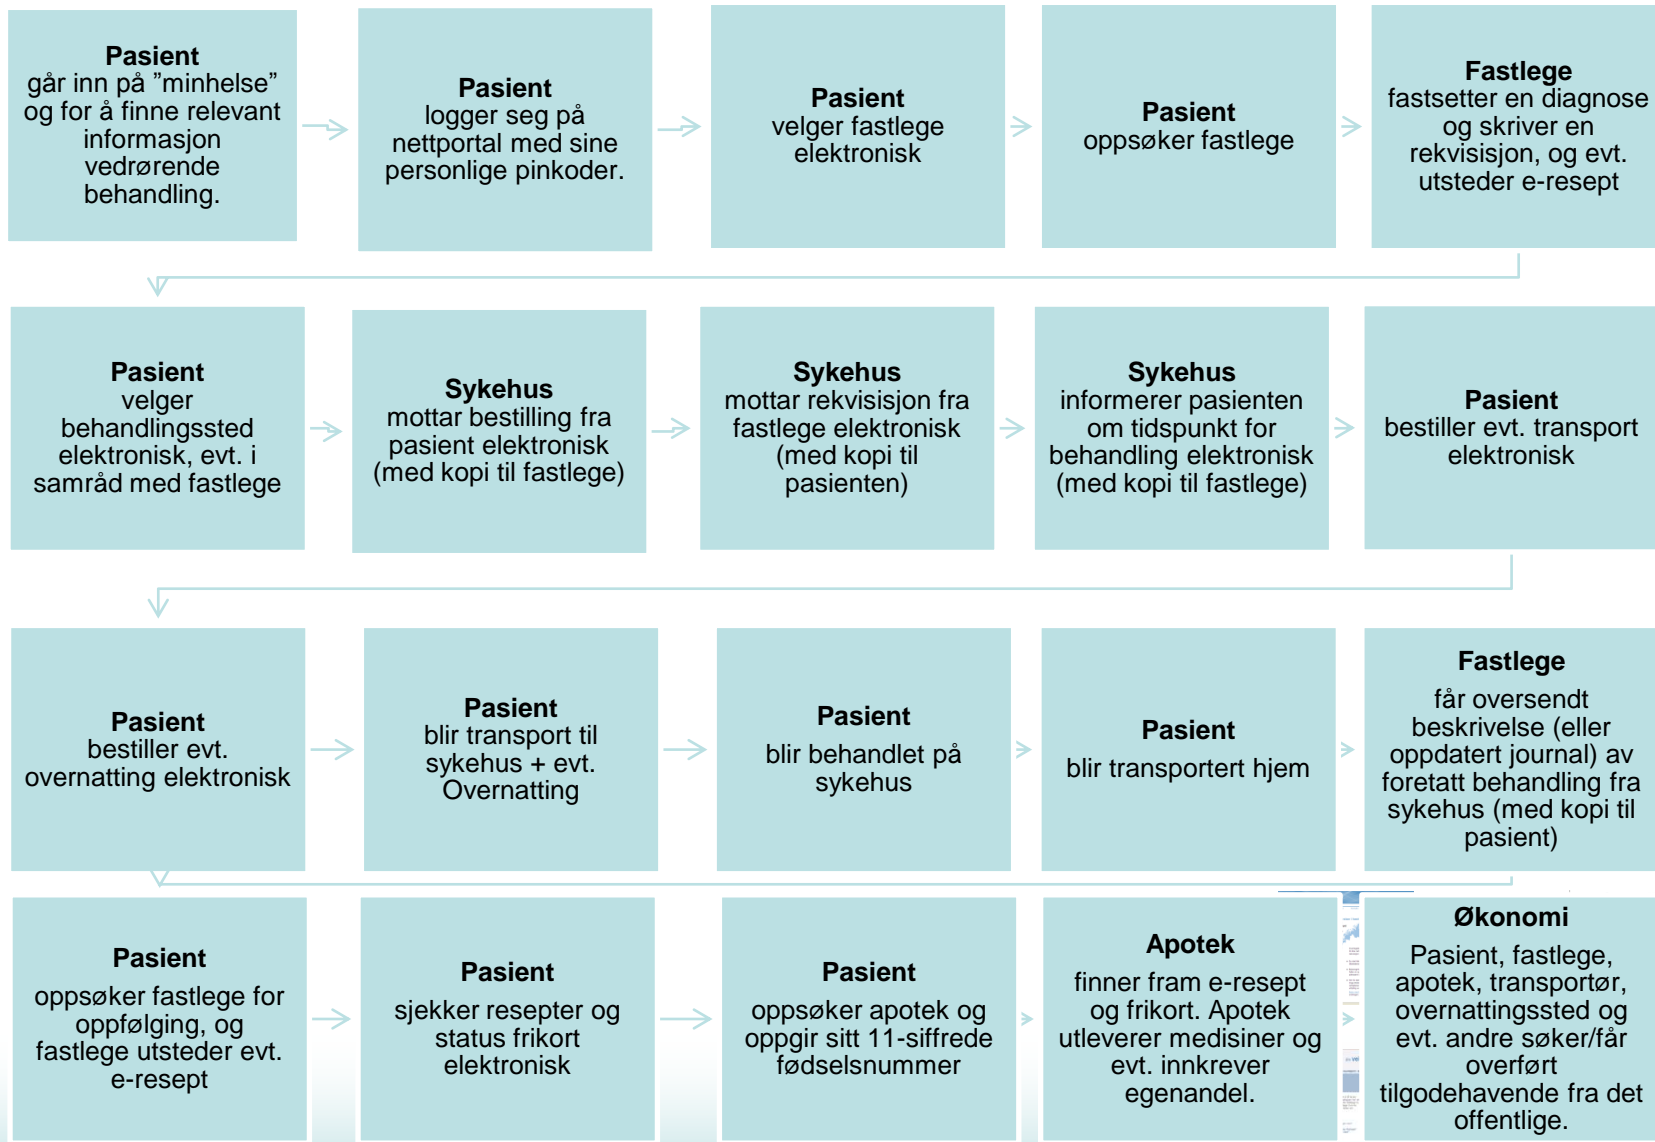 Pasient
går inn på ”minhelse”
og for å finne relevant
informasjon
vedrørende
behandling.
Pasient
logger seg på
nettportal med sine
personlige pinkoder.
Pasient
velger fastlege
elektronisk
Pasient
oppsøker fastlege
Fastlege
fastsetter en diagnose
og skriver en
rekvisisjon, og evt.
utsteder e-resept
Pasient
velger
behandlingssted
elektronisk, evt. i
samråd med fastlege
Sykehus
mottar bestilling fra
pasient elektronisk
(med kopi til fastlege)
Sykehus
mottar rekvisisjon fra
fastlege elektronisk
(med kopi til
pasienten)
Sykehus
informerer pasienten
om tidspunkt for
behandling elektronisk
(med kopi til fastlege)
Pasient
bestiller evt. transport
elektronisk
Pasient
bestiller evt.
overnatting elektronisk
Pasient
blir transport til
sykehus + evt.
Overnatting
Pasient
blir behandlet på
sykehus
Pasient
blir transportert hjem
Fastlege
får oversendt
beskrivelse (eller
oppdatert journal) av
foretatt behandling fra
sykehus (med kopi til
pasient)
Pasient
oppsøker fastlege for
oppfølging, og
fastlege utsteder evt.
e-resept
Pasient
sjekker resepter og
status frikort
elektronisk
Pasient
oppsøker apotek og
oppgir sitt 11-siffrede
fødselsnummer
Apotek
finner fram e-resept
og frikort. Apotek
utleverer medisiner og
evt. innkrever
egenandel.
Økonomi
Pasient, fastlege,
apotek, transportør,
overnattingssted og
evt. andre søker/får
overført
tilgodehavende fra det
offentlige.